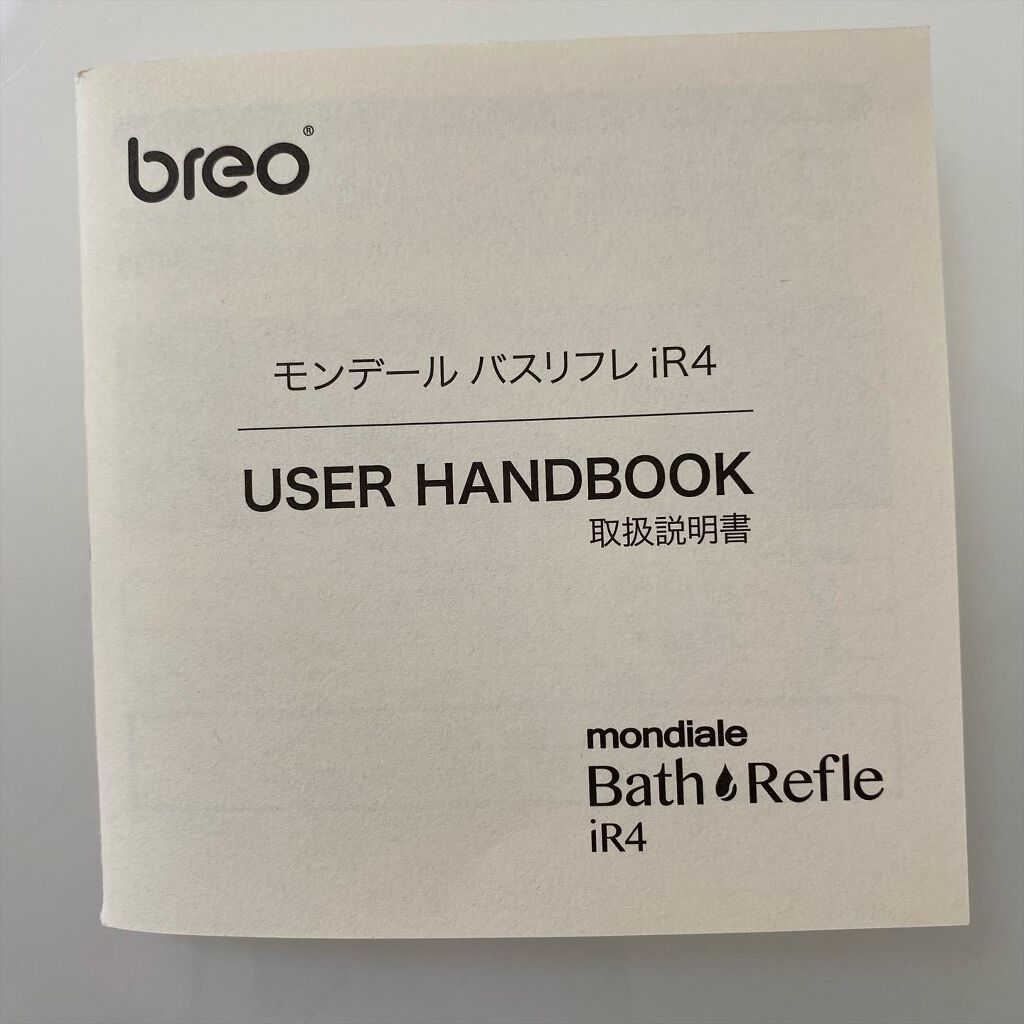 breo®
モンデール バスリフレ iR4
USER HANDBOOK
取扱説明書
mondiale
Bath Refle
iR4